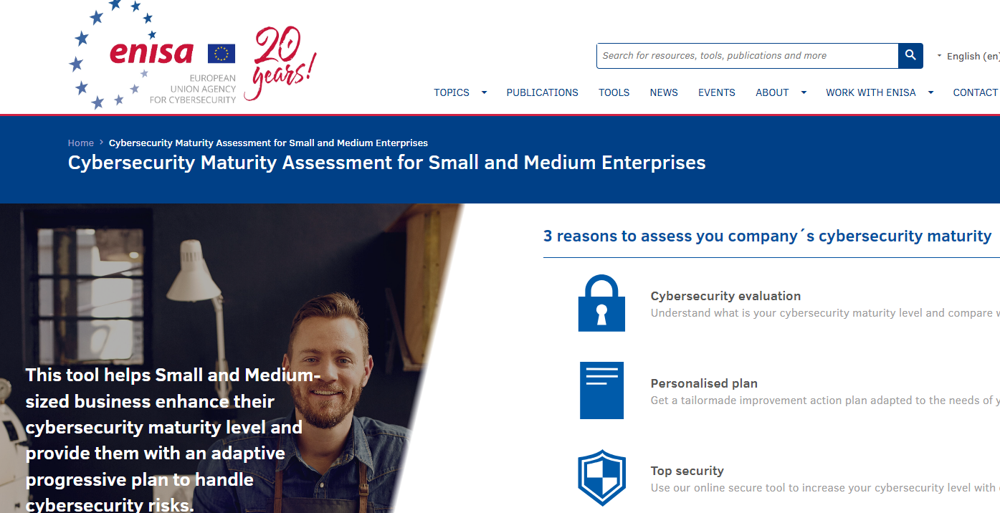 enisa
20
years!
EUROPEAN
UNION AGENCY
FOR CYBERSECURITY
Search for resources, tools, publications and more
English (en)
TOPICS PUBLICATIONS TOOLS NEWS EVENTS ABOUT WORK WITH ENISA CONTACT
Home > Cybersecurity Maturity Assessment for Small and Medium Enterprises
Cybersecurity Maturity Assessment for Small and Medium Enterprises
This tool helps Small and Medium-
sized business enhance their
cybersecurity maturity level and
provide them with an adaptive
progressive plan to handle
cybersecurity risks.
3 reasons to assess you company´s cybersecurity maturity
Cybersecurity evaluation
Understand what is your cybersecurity maturity level and compare
Personalised plan
Get a tailormade improvement action plan adapted to the needs of
Top security
Use our online secure tool to increase your cybersecurity level with